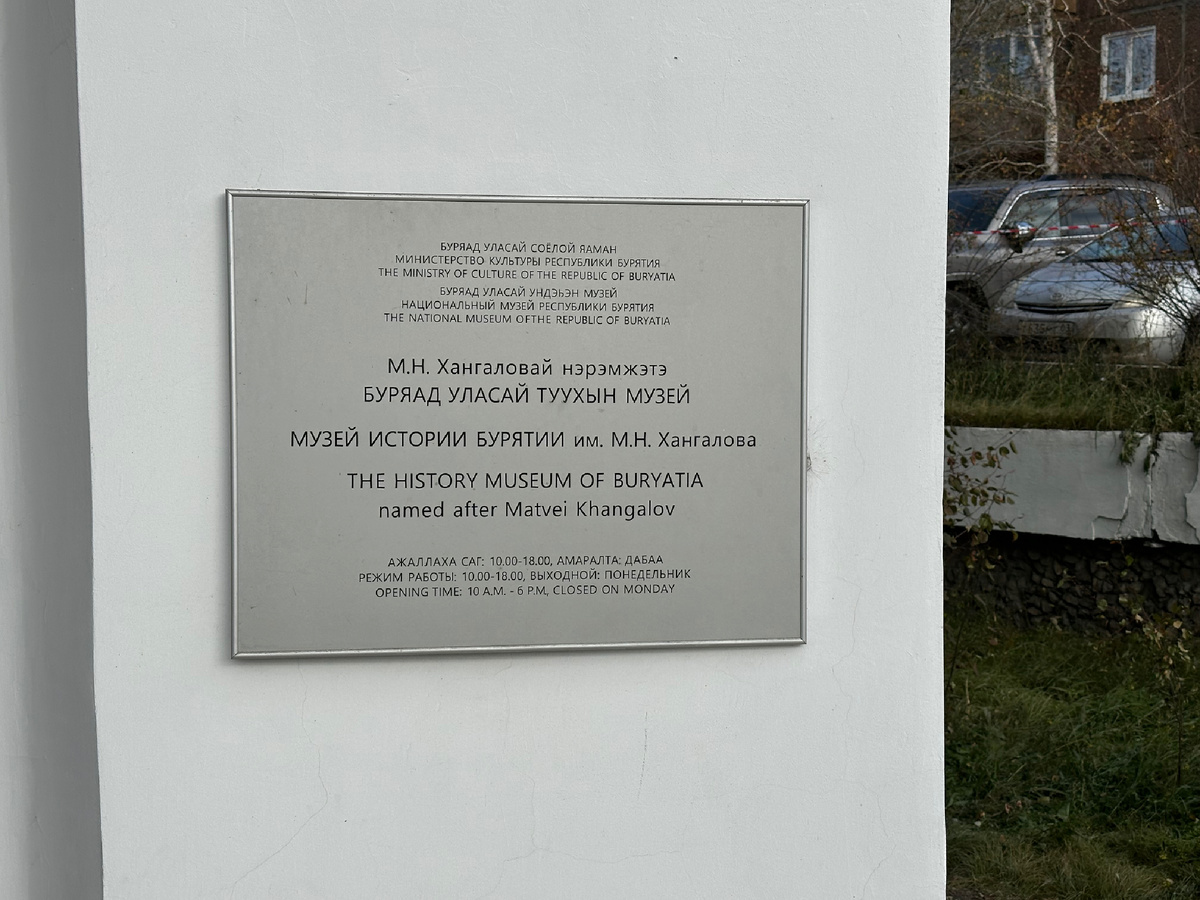 БУРЯАД УЛАСАЙ СОЁЛОЙ ЯАМАН
МИНИСТЕРСТВО КУЛЬТУРЫ РЕСПУБЛИКИ БУРЯТИЯ
THE MINISTRY OF CULTURE OF THE REPUBLIC OF BURYATIA
БУРЯАД УЛАСАЙ УНДЭҺЭН МУЗЕЙ
НАЦИОНАЛЬНЫЙ МУЗЕЙ РЕСПУБЛИКИ БУРЯТИЯ
THE NATIONAL MUSEUM OFTHE REPUBLIC OF BURYATIA
М.Н. Хангаловай нэрэмжэтэ
БУРЯАД УЛАСАЙ ТУУХЫН МУЗЕЙ
МУЗЕЙ ИСТОРИИ БУРЯТИИ им. М.Н. Хангалова
THE HISTORY MUSEUM OF BURYATIA
named after Matvei Khangalov
АЖАЛЛАХА САГ: 10.00-18.00, АМАРАЛТА: ДАБАА
РЕЖИМ РАБОТЫ: 10.00-18.00, ВЫХОДНОЙ: ПОНЕДЕЛЬНИК
OPENING TIME: 10 A.M. - 6 P.M, CLOSED ON MONDAY